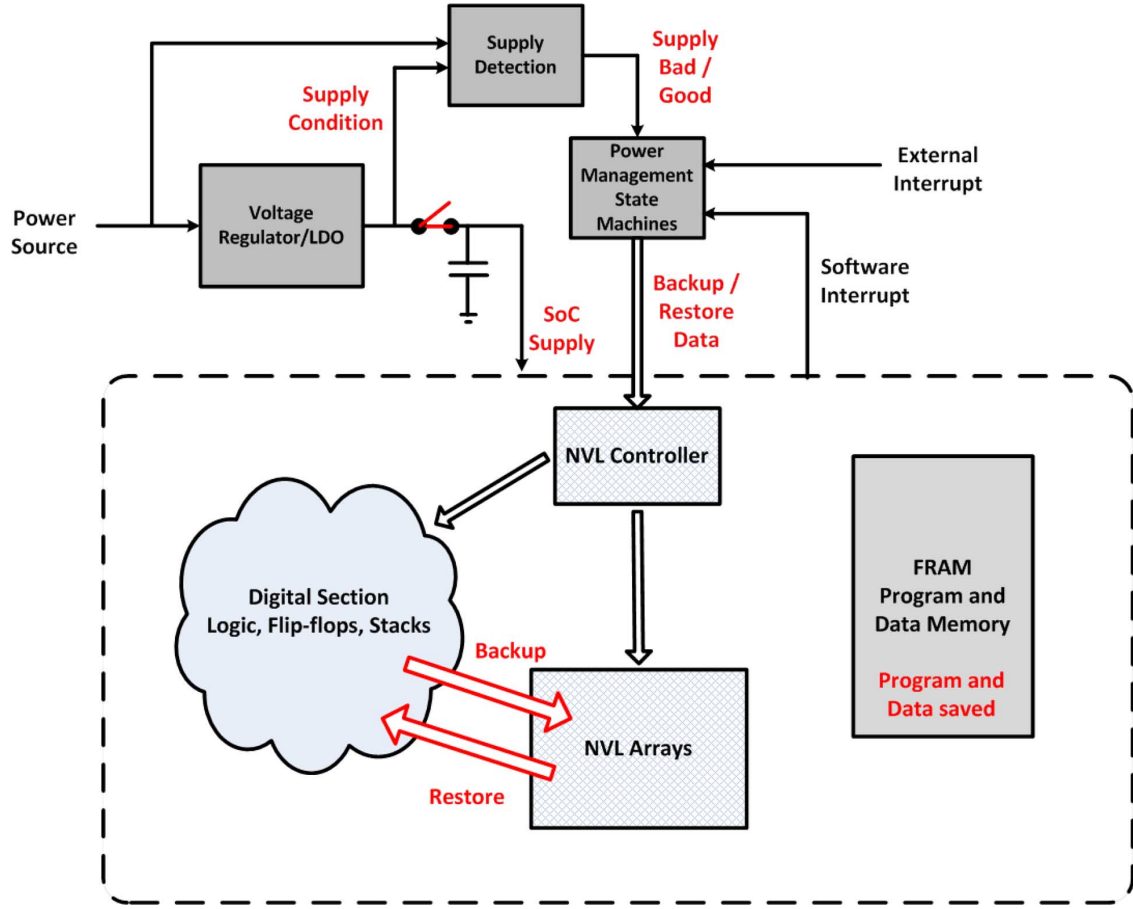 Supply
Detection
Supply
Bad /
Good
Supply
Condition
Power
Management
State
Machines
External
Interrupt
Power
Source
Voltage
Regulator/LDO
Software
Interrupt
Backup /
Restore
Data
SoC
Supply
NVL Controller
FRAM
Program and
Data Memory
Program and
Data saved
Digital Section
Logic, Flip-flops, Stacks
Backup
NVL Arrays
Restore